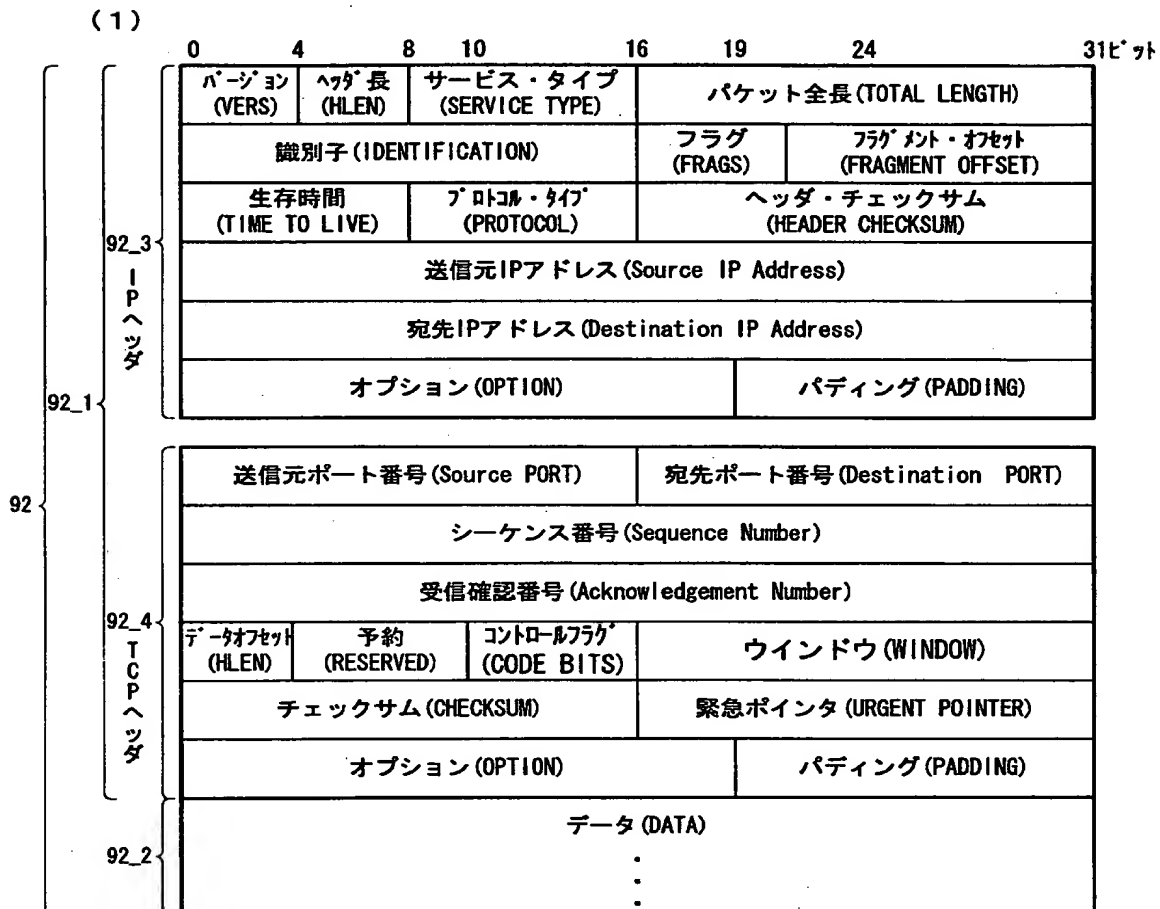 (1)
0 4 8 10 16 19 24 31ビット
バージョン ヘッダ長 サービス・タイプ パケット全長(TOTAL LENGTH)
(VERS) (HLEN) (SERVICE TYPE)
識別子(IDENTIFICATION) フラグ フラグメント・オフセット
(FRAGS) (FRAGMENT OFFSET)
生存時間 プロトコル・タイプ ヘッダ・チェックサム
(TIME TO LIVE) (PROTOCOL) (HEADER CHECKSUM)
92_3
IPヘッダ
送信元IPアドレス(Source IP Address)
宛先IPアドレス(Destination IP Address)
オプション(OPTION) パディング(PADDING)
92_1
92
送信元ポート番号(Source PORT) 宛先ポート番号(Destination PORT)
シーケンス番号(Sequence Number)
受信確認番号(Acknowledgement Number)
92_4
TCPヘッダ
データオフセット 予約 コントロールフラグ ウインドウ(WINDOW)
(HLEN) (RESERVED) (CODE BITS)
チェックサム(CHECKSUM) 緊急ポインタ(URGENT POINTER)
オプション(OPTION) パディング(PADDING)
データ(DATA)
92_2